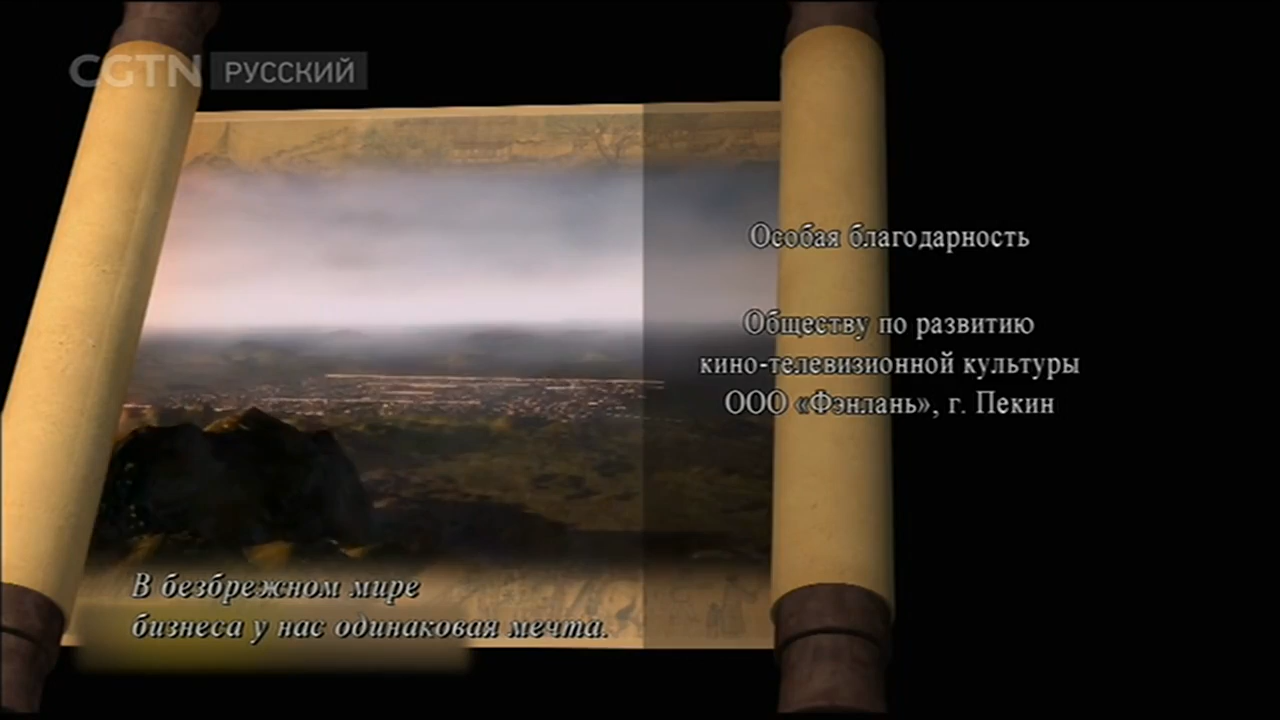 CGTN РУССКИЙ
Особая благодарность
Обществу по развитию
кино-телевизионной культуры
ООО «Фэнлань», г. Пекин
В безбрежном мире
бизнеса у нас одинаковая мечта.